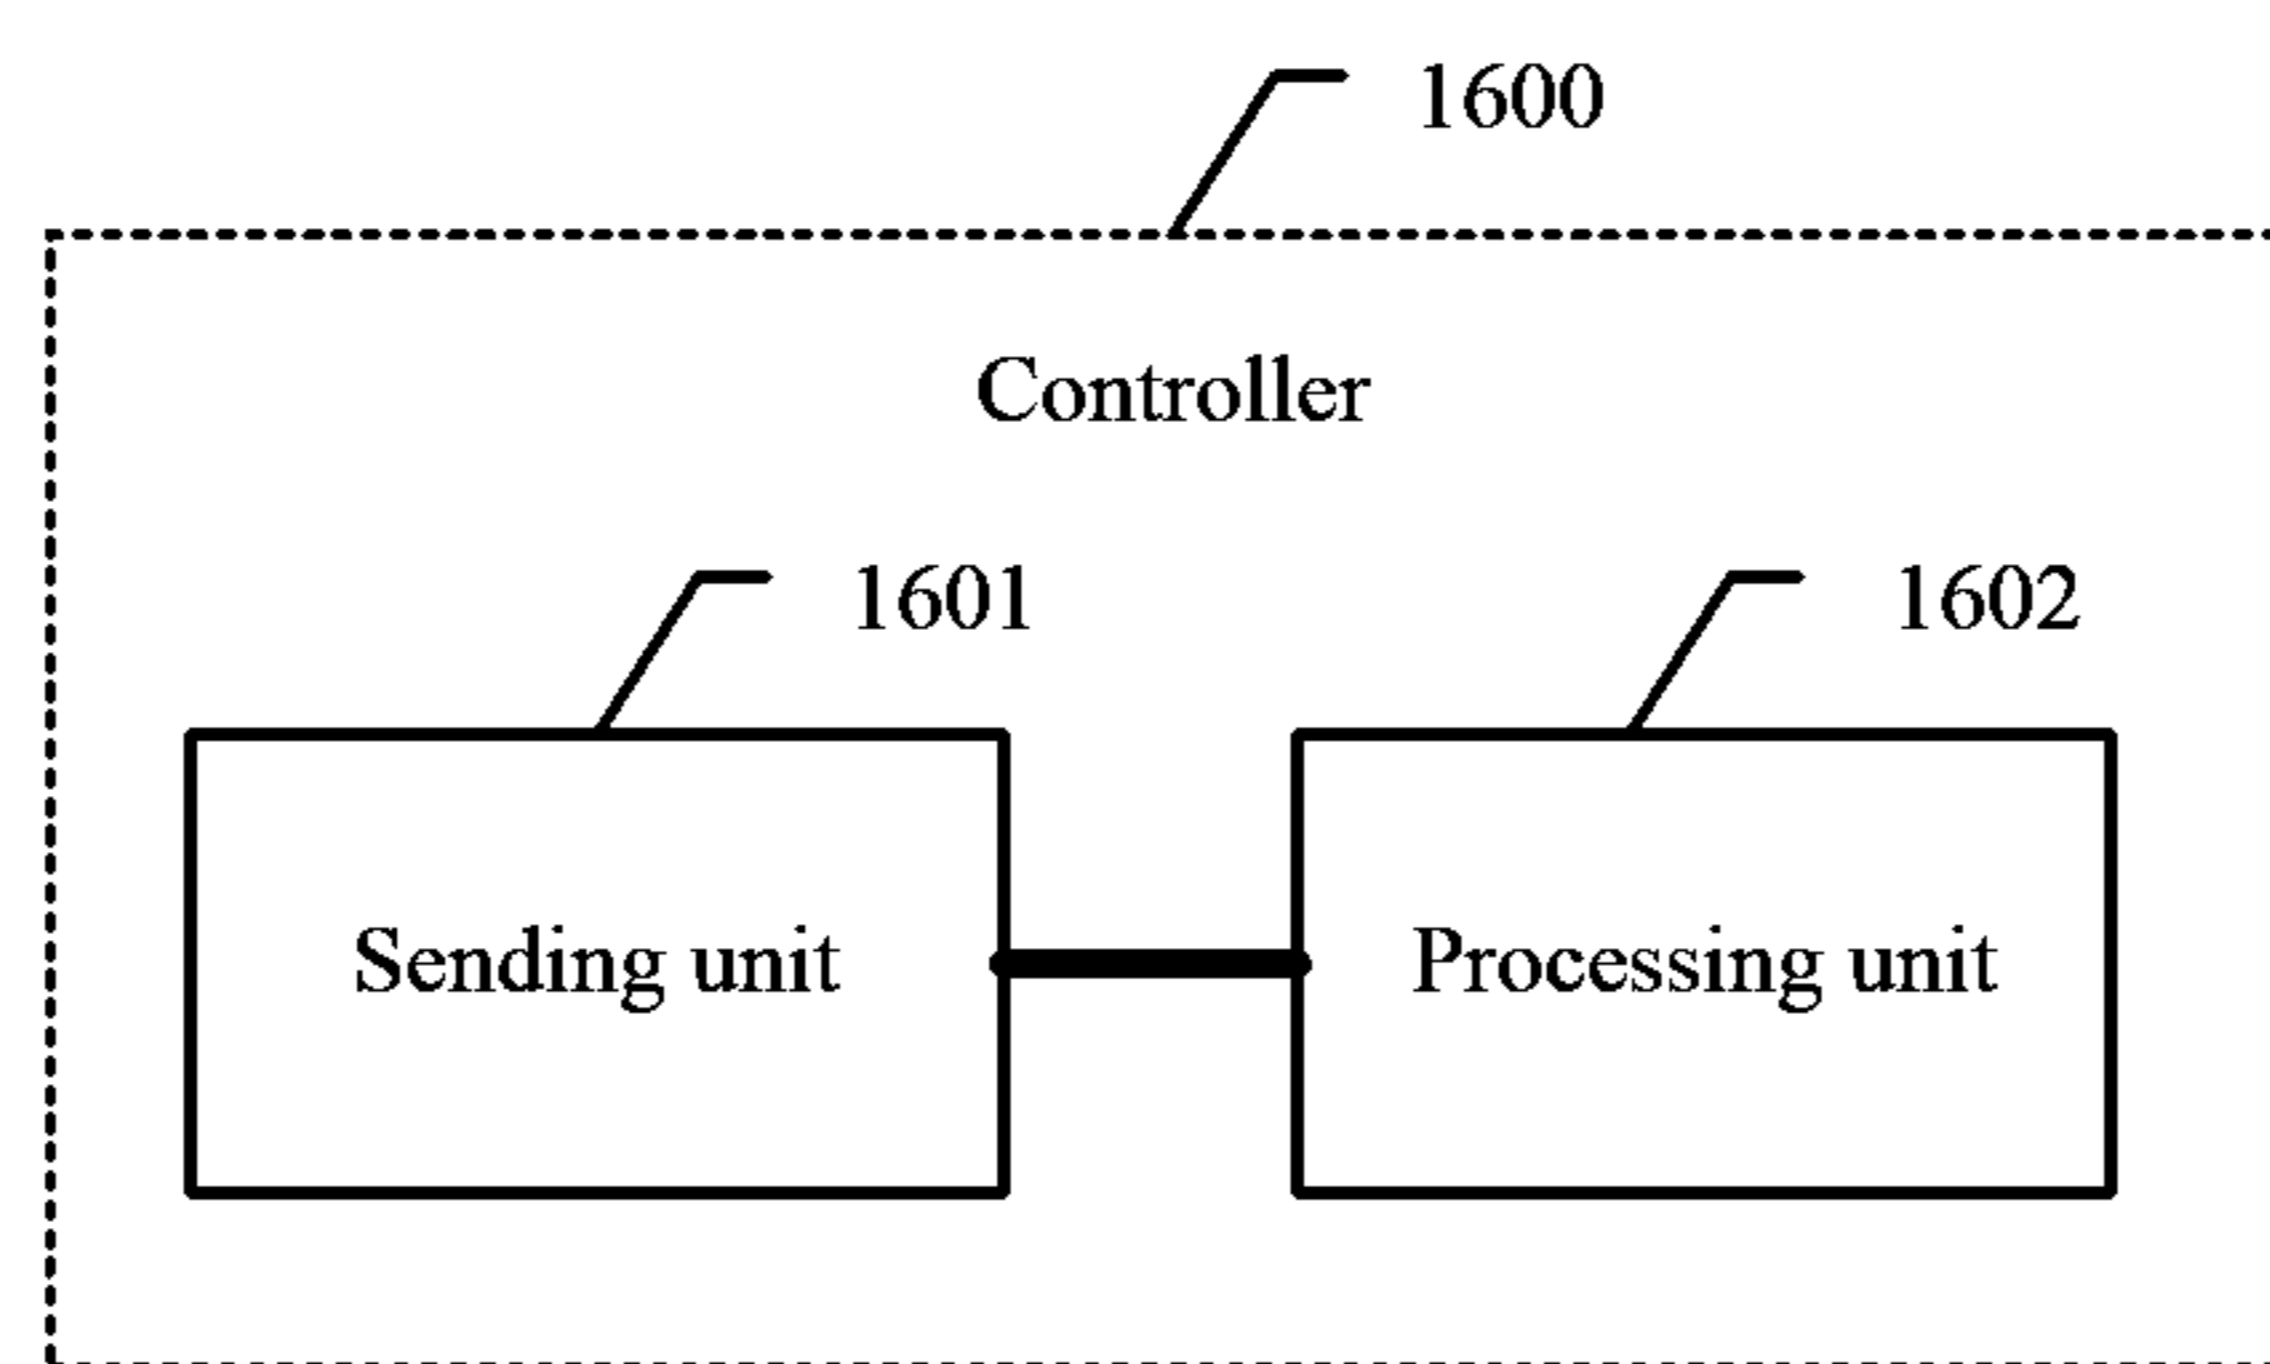 1600
Controller
1601
1602
Sending unit
Processing unit